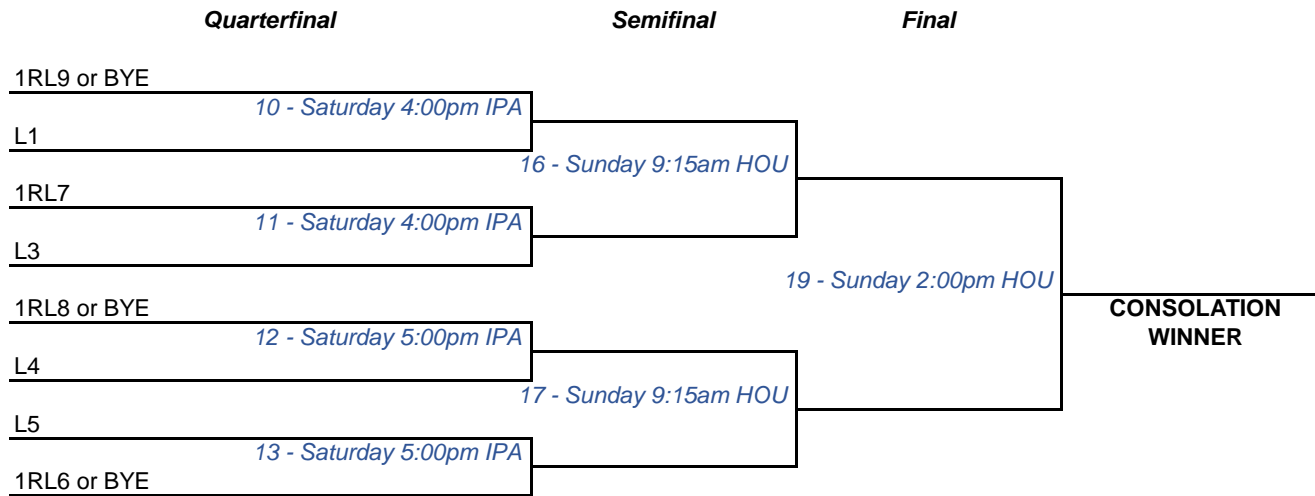 Quarterfinal Semifinal Final
1RL9 or BYE
10 - Saturday 4:00pm IPA
L1
16 - Sunday 9:15am HOU
1RL7
11 - Saturday 4:00pm IPA
L3
19 - Sunday 2:00pm HOU
1RL8 or BYE
CONSOLATION
12 - Saturday 5:00pm IPA
WINNER
L4
17 - Sunday 9:15am HOU
L5
13 - Saturday 5:00pm IPA
1RL6 or BYE